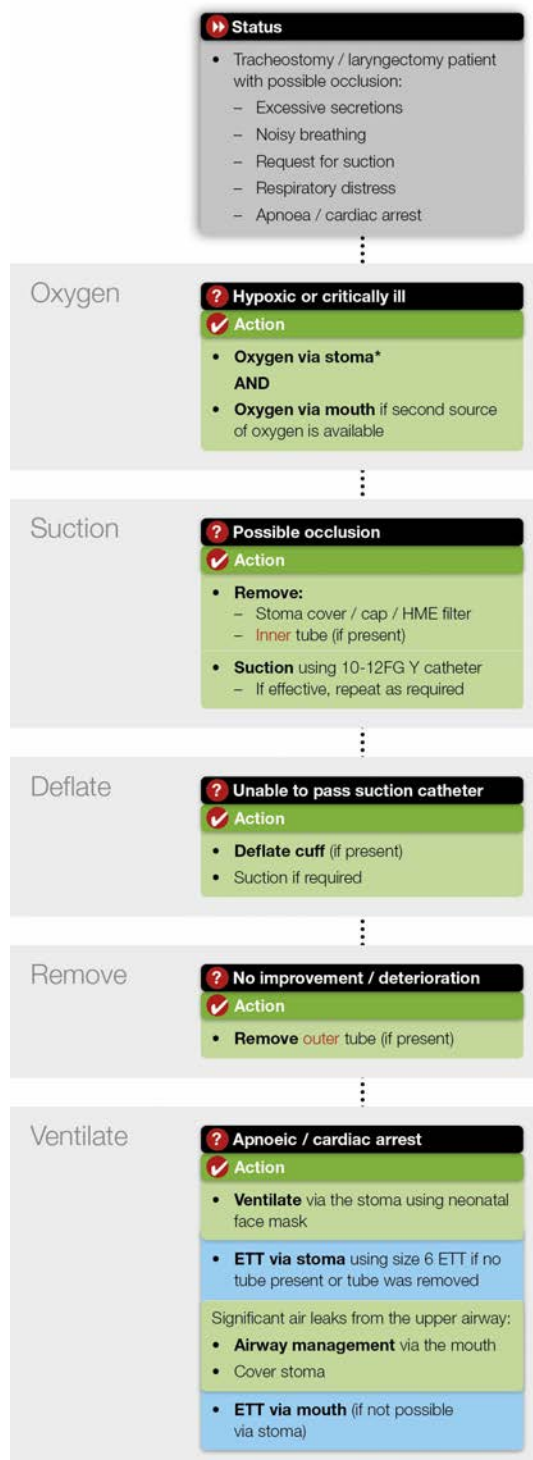 Status
• Tracheostomy / laryngectomy patient
with possible occlusion:
– Excessive secretions
– Noisy breathing
– Request for suction
– Respiratory distress
– Apnoea / cardiac arrest
Oxygen
? Hypoxic or critically ill
Action
• Oxygen via stoma*
AND
• Oxygen via mouth if second source
of oxygen is available
Suction
? Possible occlusion
Action
• Remove:
– Stoma cover / cap / HME filter
– Inner tube (if present)
• Suction using 10-12FG Y catheter
– If effective, repeat as required
Deflate
? Unable to pass suction catheter
Action
• Deflate cuff (if present)
• Suction if required
Remove
? No improvement / deterioration
Action
• Remove outer tube (if present)
Ventilate
? Apnoeic / cardiac arrest
Action
• Ventilate via the stoma using neonatal
face mask
• ETT via stoma using size 6 ETT if no
tube present or tube was removed
Significant air leaks from the upper airway:
• Airway management via the mouth
• Cover stoma
• ETT via mouth (if not possible
via stoma)